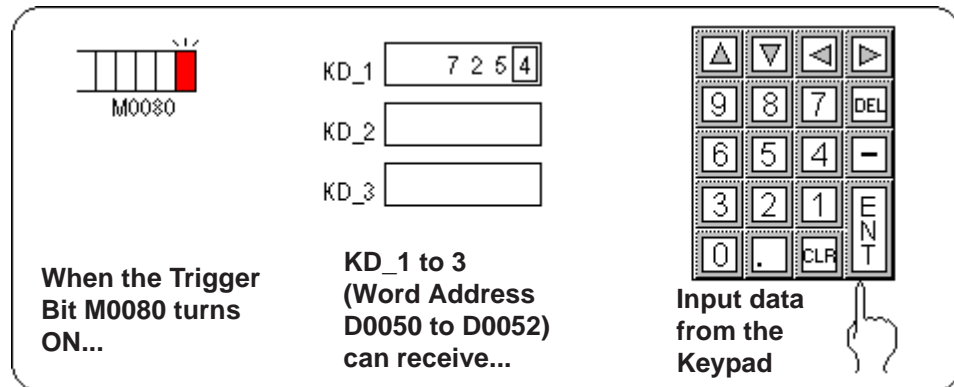 M0080
KD_1
7 2 5 4
KD_2
KD_3
9 8 7 DEL
6 5 4 −
3 2 1 ENT
0 . CLR
When the Trigger
Bit M0080 turns
ON...
KD_1 to 3
(Word Address
D0050 to D0052)
can receive...
Input data
from the
Keypad